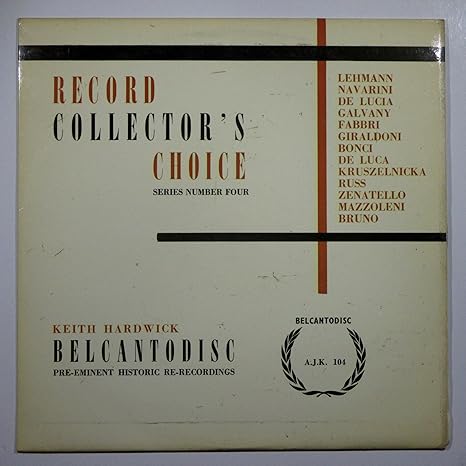 RECORD
COLLECTOR'S
CHOICE
SERIES NUMBER FOUR
LEHMANN
NAVARINI
DE LUCIA
GALVANY
FABBRI
GIRALDONI
BONCI
DE LUCA
KRUSZELNICKA
RUSS
ZENATELLO
MAZZOLENI
BRUNO
KEITH HARDWICK
BELCANTODISC
PRE-EMINENT HISTORIC RE-RECORDINGS
BELCANTODISC
A.J.K. 104